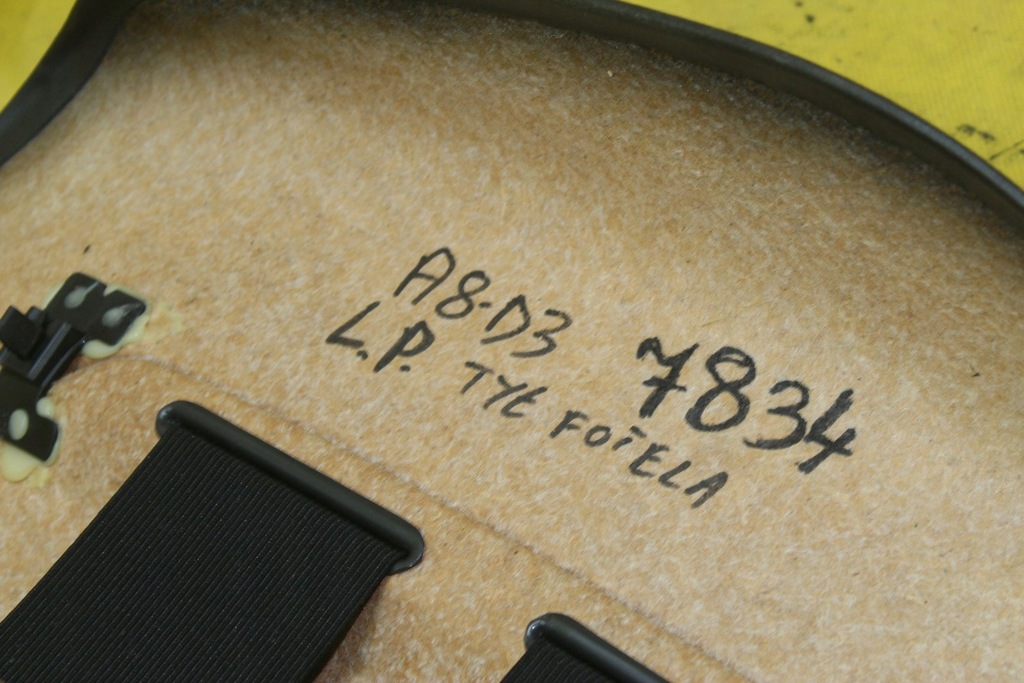 A8-D3
L.P. TYŁ FOTELA
7834